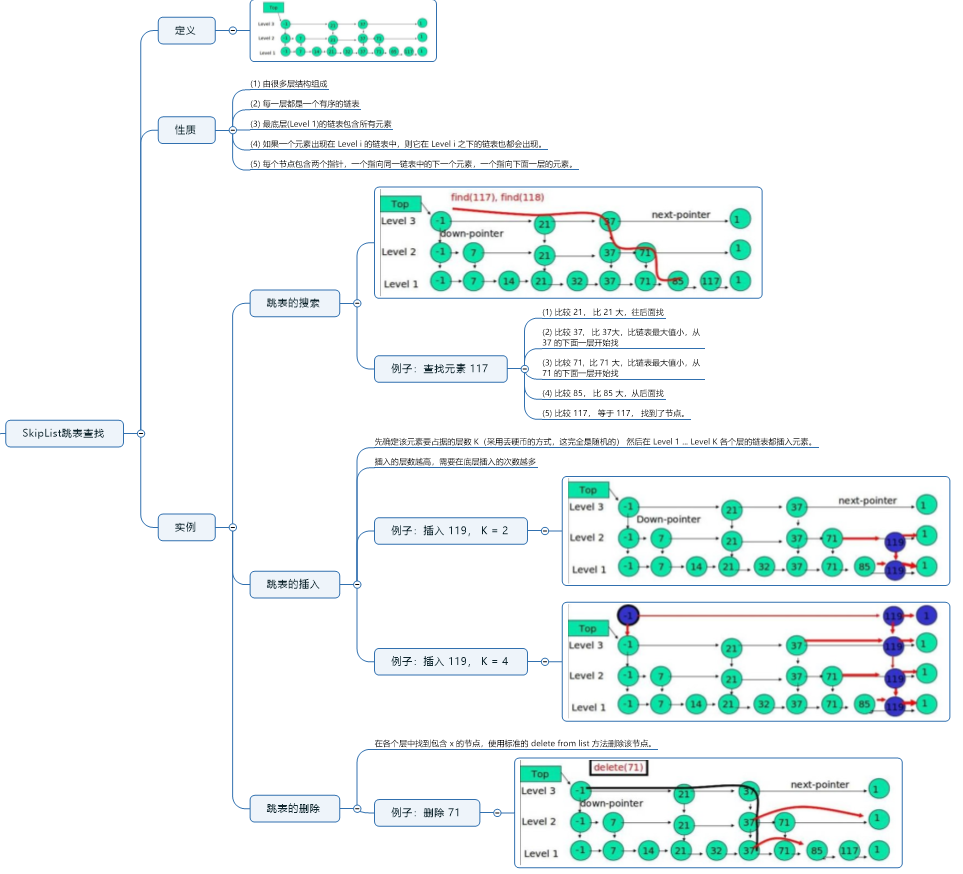 SkipList跳表查找
定义
Top
Level 3
-1 21 37 1
Level 2
-1 7 21 37 71 1
Level 1
-1 7 14 21 32 37 71 85 117 1
性质
(1) 由很多层结构组成
(2) 每一层都是一个有序的链表
(3) 最底层(Level 1)的链表包含所有元素
(4) 如果一个元素出现在 Level i 的链表中，则它在 Level i 之下的链表也都会出现。
(5) 每个节点包含两个指针，一个指向同一链表中的下一个元素，一个指向下面一层的元素。
实例
跳表的搜索
find(117), find(118)
Top
next-pointer
Level 3
-1 21 37 1
down-pointer
Level 2
-1 7 21 37 71 1
Level 1
-1 7 14 21 32 37 71 85 117 1
例子：查找元素 117
(1) 比较 21， 比 21 大，往后面找
(2) 比较 37， 比 37大，比链表最大值小，从
37 的下面一层开始找
(3) 比较 71，比 71 大，比链表最大值小，从
71 的下面一层开始找
(4) 比较 85， 比 85 大，从后面找
(5) 比较 117， 等于 117， 找到了节点。
跳表的插入
先确定该元素要占据的层数 K（采用丢硬币的方式，这完全是随机的） 然后在 Level 1 ... Level K 各个层的链表都插入元素。
插入的层数越高，需要在底层插入的次数越多
例子：插入 119， K = 2
Top
next-pointer
Level 3
-1 21 37 1
Down-pointer
Level 2
-1 7 21 37 71 119 1
Level 1
-1 7 14 21 32 37 71 85 119 1
例子：插入 119， K = 4
-1 119 1
Top
Level 3
-1 21 37 119 1
Level 2
-1 7 21 37 71 119 1
Level 1
-1 7 14 21 32 37 71 85 119 1
跳表的删除
在各个层中找到包含 x 的节点，使用标准的 delete from list 方法删除该节点。
例子：删除 71
delete(71)
Top
next-pointer
Level 3
-1 21 37 1
down-pointer
Level 2
-1 7 21 37 71 1
Level 1
-1 7 14 21 32 37 71 85 117 1